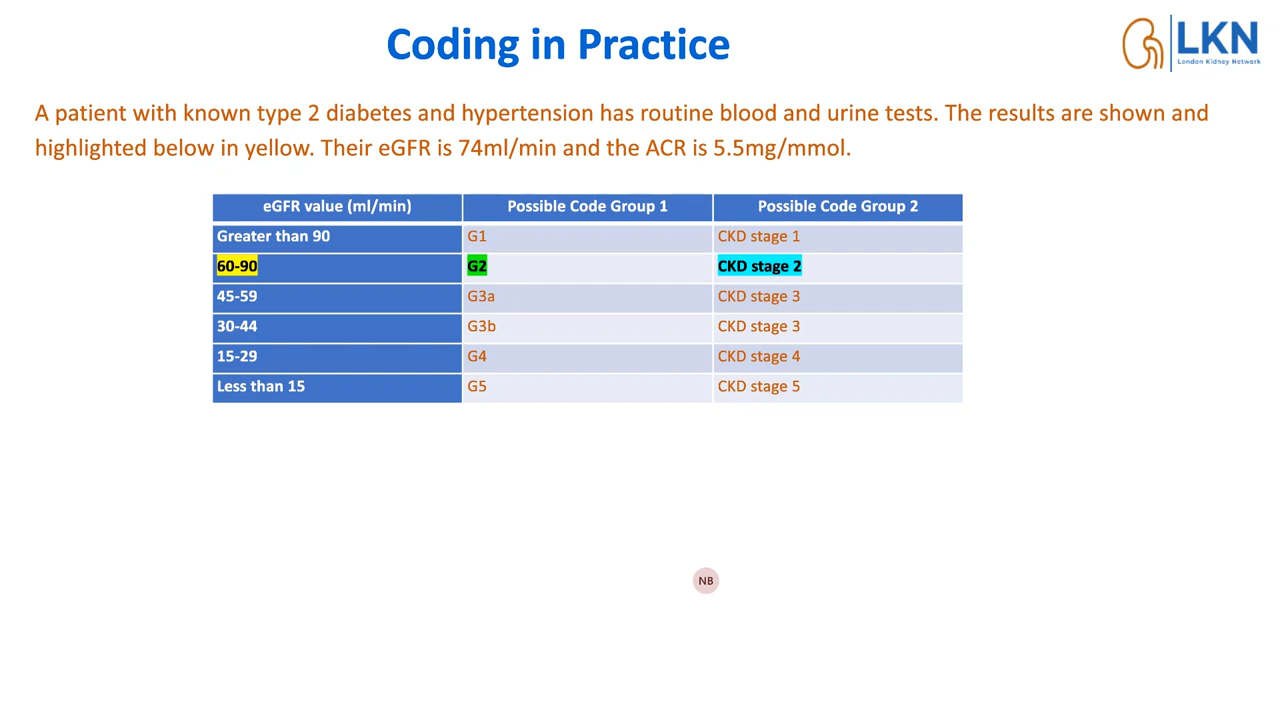 Coding in Practice
LKN
London Kidney Network
A patient with known type 2 diabetes and hypertension has routine blood and urine tests. The results are shown and
highlighted below in yellow. Their eGFR is 74ml/min and the ACR is 5.5mg/mmol.
eGFR value (ml/min) Possible Code Group 1 Possible Code Group 2
Greater than 90 G1 CKD stage 1
60-90 G2 CKD stage 2
45-59 G3a CKD stage 3
30-44 G3b CKD stage 3
15-29 G4 CKD stage 4
Less than 15 G5 CKD stage 5
NB